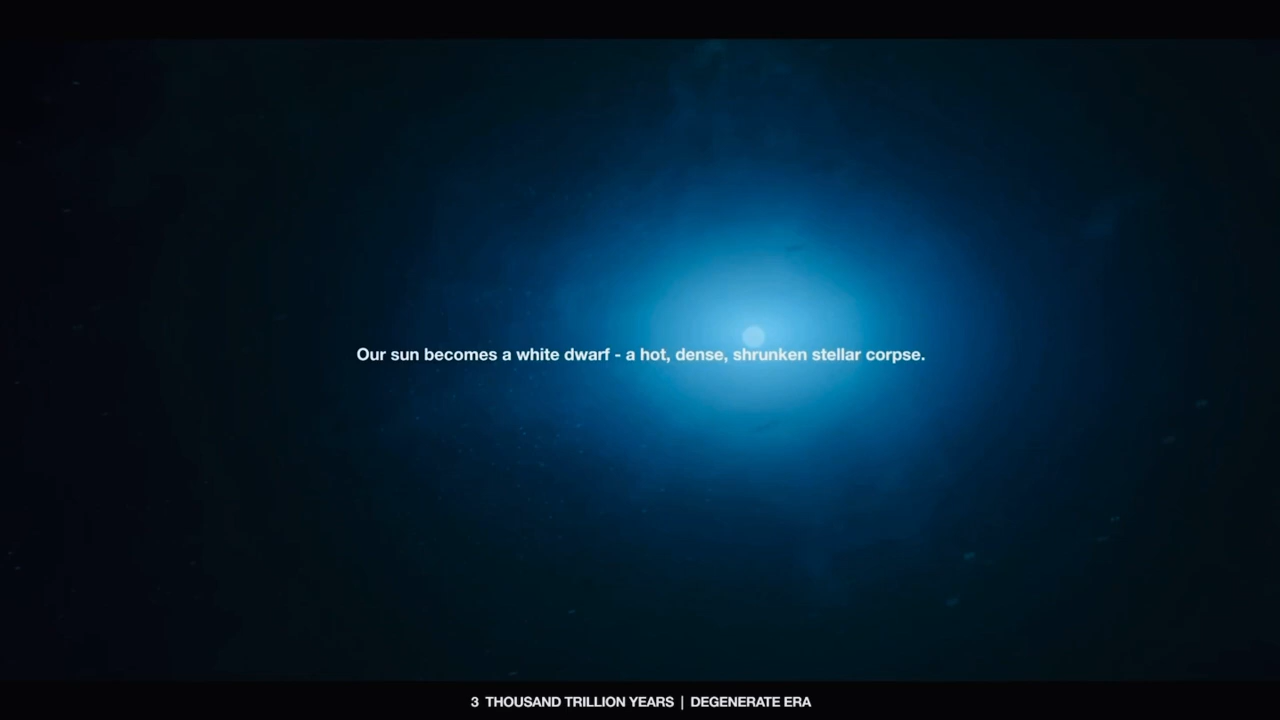 Our sun becomes a white dwarf - a hot, dense, shrunken stellar corpse.
3 THOUSAND TRILLION YEARS | DEGENERATE ERA